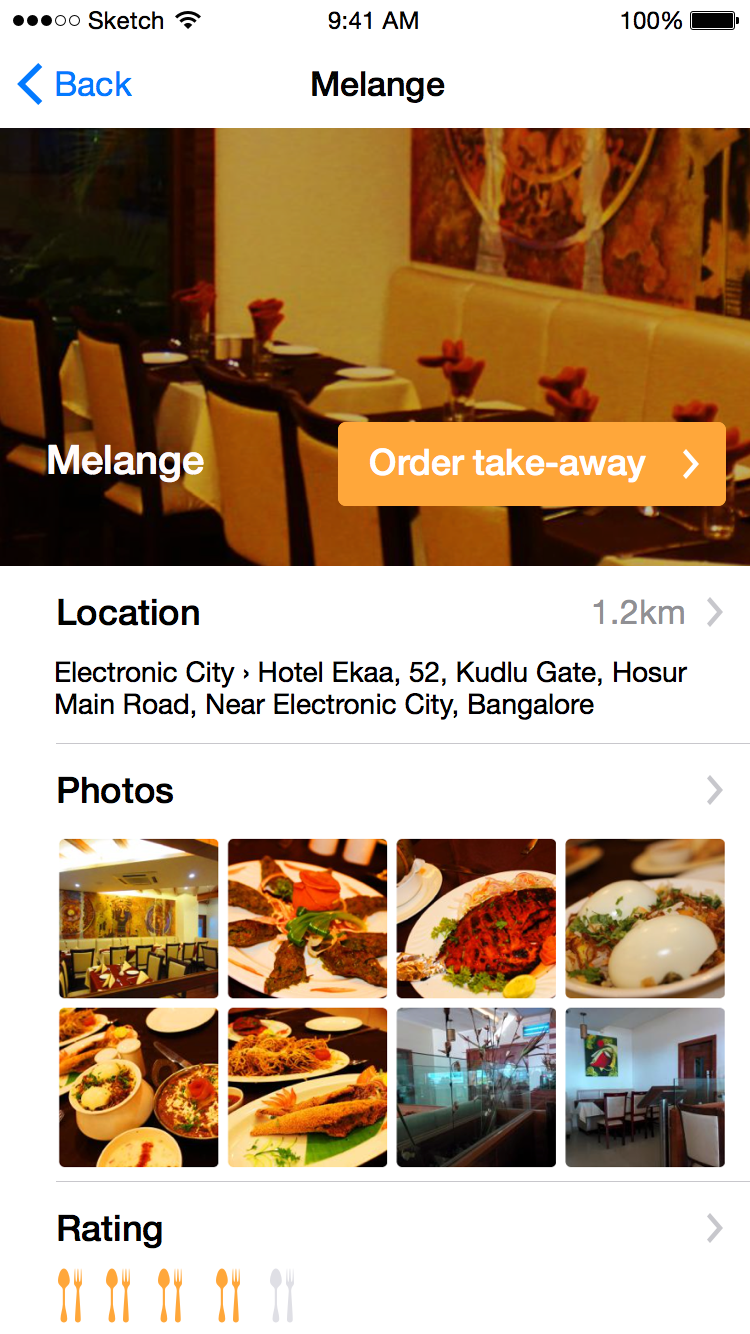 Sketch 9:41 AM 100%
Back Melange
Melange Order take-away
Location 1.2km
Electronic City › Hotel Ekaa, 52, Kudlu Gate, Hosur
Main Road, Near Electronic City, Bangalore
Photos
Rating